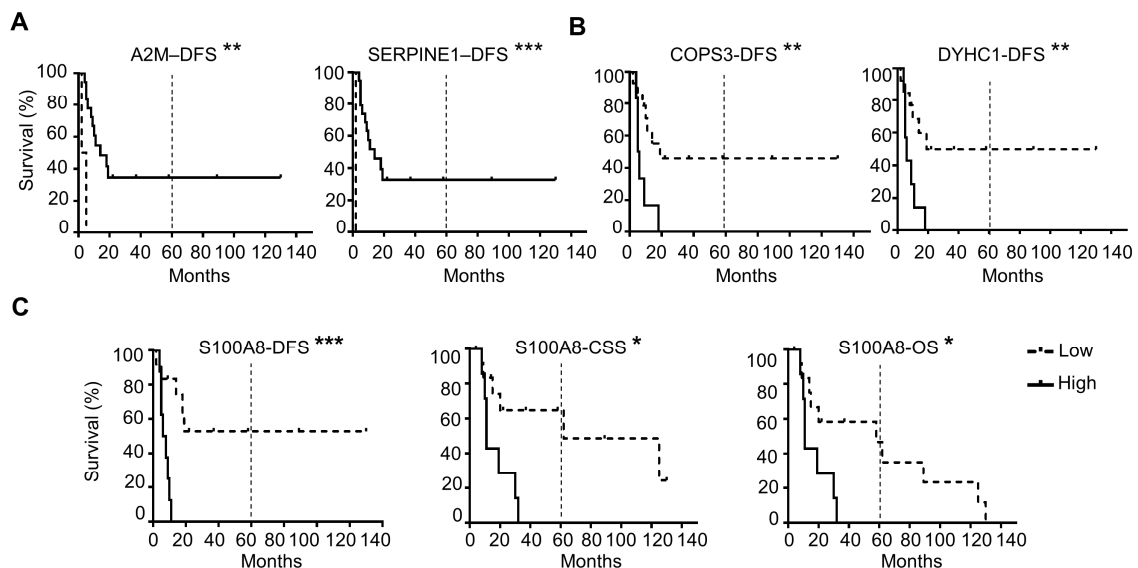 A
B
A2M–DFS **
SERPINE1–DFS ***
COPS3-DFS **
DYHC1-DFS **
Survival (%)
100
80
60
40
20
0
0 20 40 60 80 100 120 140
Months
100
80
60
40
20
0
0 20 40 60 80 100 120 140
Months
100
80
60
40
20
0
0 20 40 60 80 100 120 140
Months
100
80
60
40
20
0
0 20 40 60 80 100 120 140
Months
C
S100A8-DFS ***
S100A8-CSS *
S100A8-OS *
Low
High
Survival (%)
100
80
60
40
20
0
0 20 40 60 80 100 120 140
Months
100
80
60
40
20
0
0 20 40 60 80 100 120 140
Months
100
80
60
40
20
0
0 20 40 60 80 100 120 140
Months